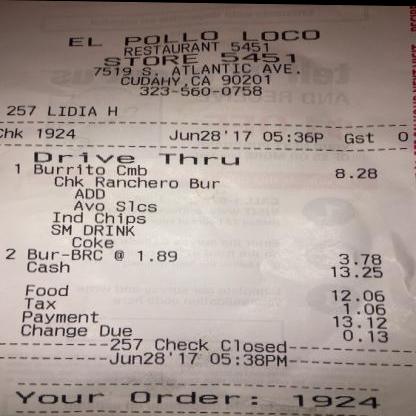 EL POLLO LOCO
RESTAURANT 5451
STORE 5451
7519 S. ATLANTIC AVE.
CUDAHY,CA 90201
323-560-0758
257 LIDIA H
Chk 1924 Jun28'17 05:36P Gst 0
Drive Thru
1 Burrito Cmb 8.28
Chk Ranchero Bur
ADD
Avo Slcs
Ind Chips
SM DRINK
Coke
2 Bur-BRC @ 1.89 3.78
Cash 13.25
Food 12.06
Tax 1.06
Payment 13.12
Change Due 0.13
257 Check Closed
Jun28'17 05:38PM
Your Order: 1924